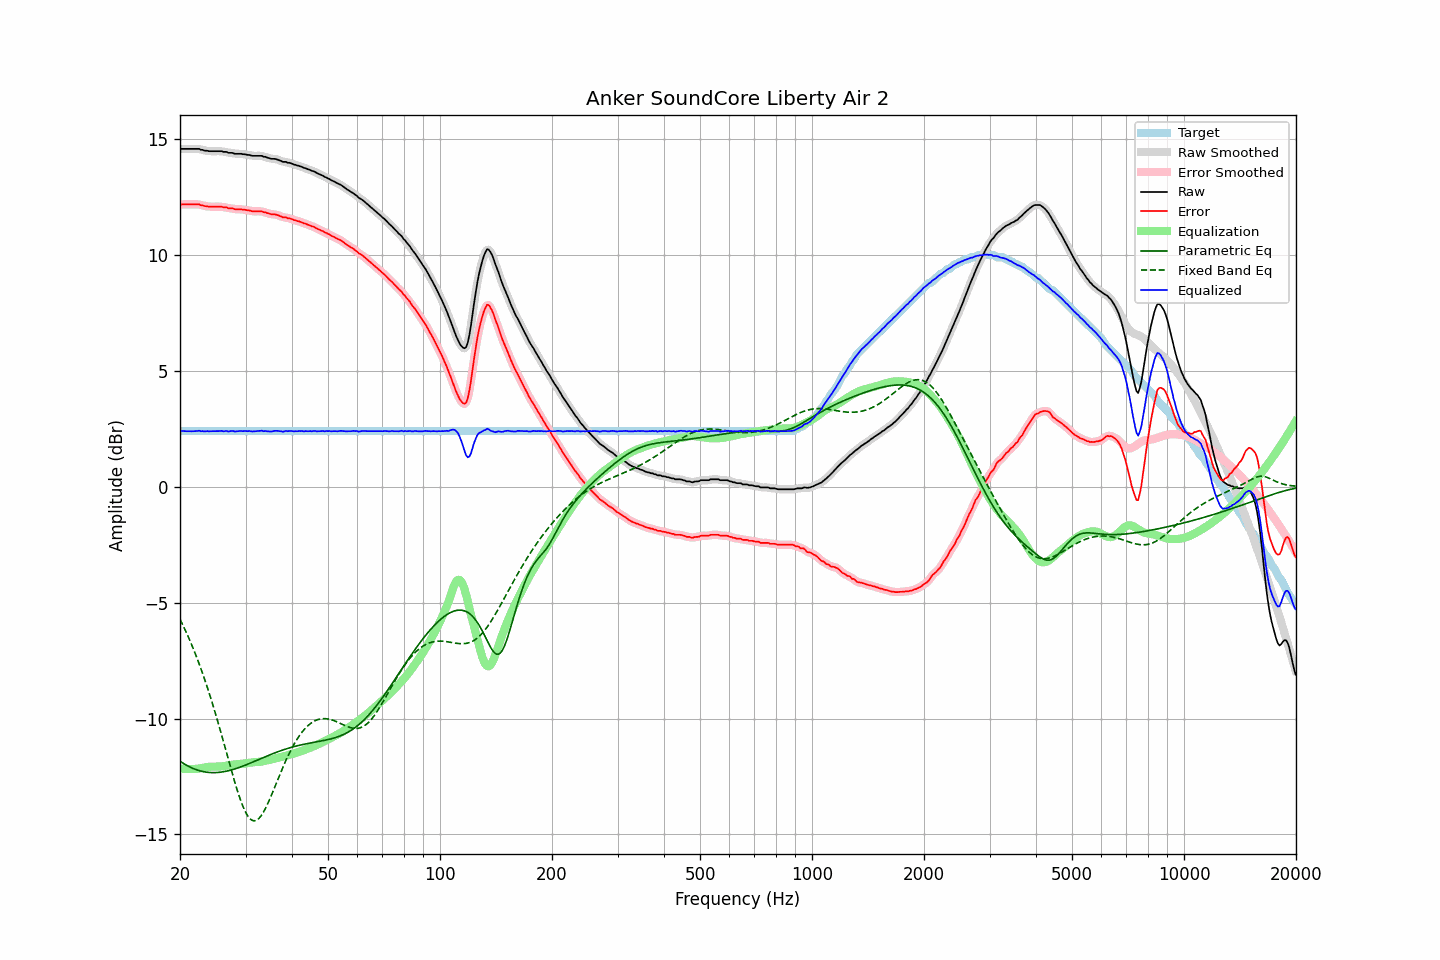 Anker SoundCore Liberty Air 2
Amplitude (dBr)
15
10
5
0
−5
−10
−15
Target
Raw Smoothed
Error Smoothed
Raw
Error
Equalization
Parametric Eq
Fixed Band Eq
Equalized
20 50 100 200 500 1000 2000 5000 10000 20000
Frequency (Hz)